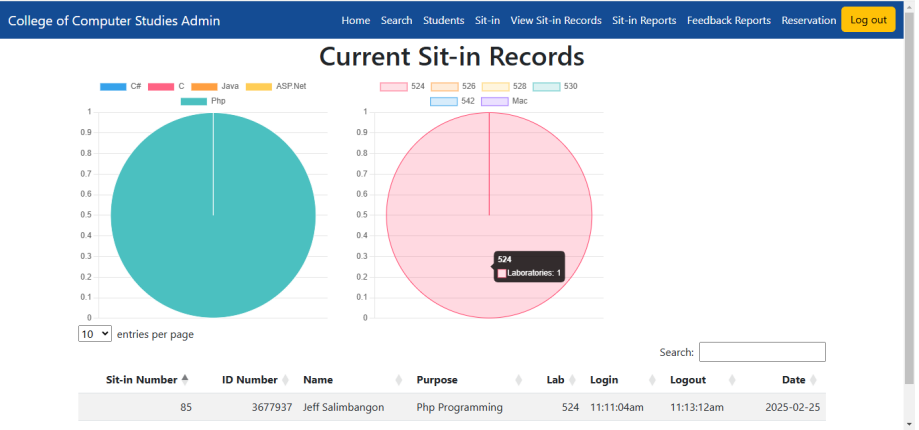 College of Computer Studies Admin Home Search Students Sit-in View Sit-in Records Sit-in Reports Feedback Reports Reservation Log out
Current Sit-in Records
C# C Java ASP.Net
Php
1
0.9
0.8
0.7
0.6
0.5
0.4
0.3
0.2
0.1
0
524 526 528 530
542 Mac
1
0.9
0.8
0.7
0.6
0.5
0.4
0.3
0.2
0.1
0
524
Laboratories: 1
10 entries per page
Search:
Sit-in Number ID Number Name Purpose Lab Login Logout Date
85 3677937 Jeff Salimbangon Php Programming 524 11:11:04am 11:13:12am 2025-02-25